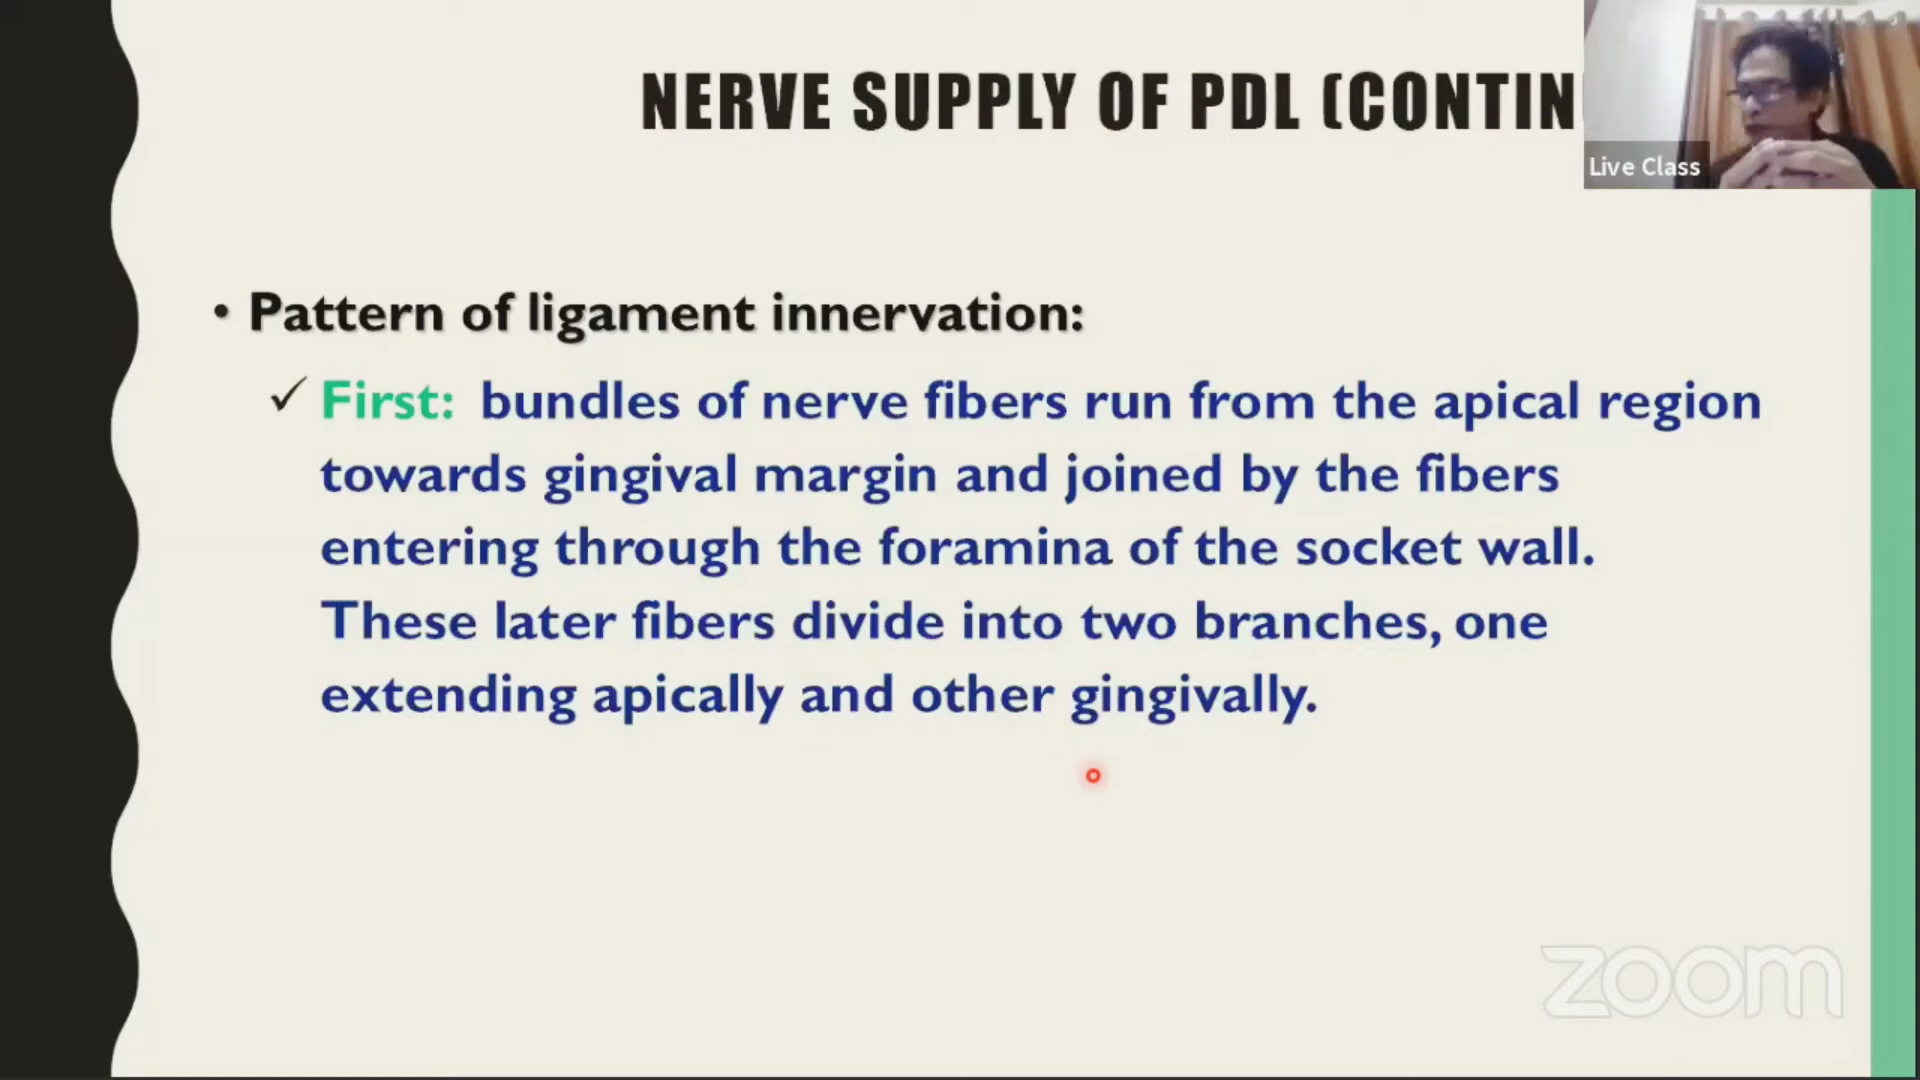 NERVE SUPPLY OF PDL (CONTIN
Live Class
• Pattern of ligament innervation:
✓ First: bundles of nerve fibers run from the apical region
towards gingival margin and joined by the fibers
entering through the foramina of the socket wall.
These later fibers divide into two branches, one
extending apically and other gingivally.
zoom